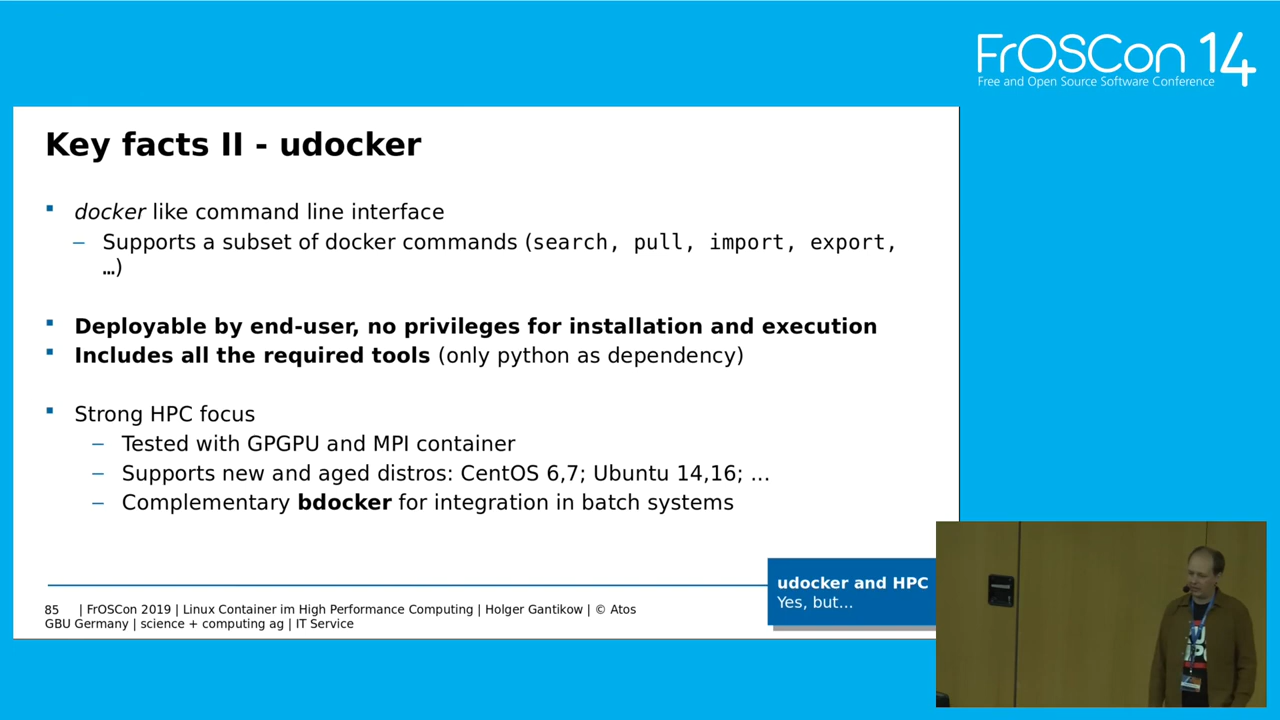 FrOSCon 14
Free and Open Source Software Conference
Key facts II - udocker
docker like command line interface
– Supports a subset of docker commands (search, pull, import, export,
…)
Deployable by end-user, no privileges for installation and execution
Includes all the required tools (only python as dependency)
Strong HPC focus
– Tested with GPGPU and MPI container
– Supports new and aged distros: CentOS 6,7; Ubuntu 14,16; ...
– Complementary bdocker for integration in batch systems
udocker and HPC
Yes, but...
85 | FrOSCon 2019 | Linux Container im High Performance Computing | Holger Gantikow | © Atos
GBU Germany | science + computing ag | IT Service